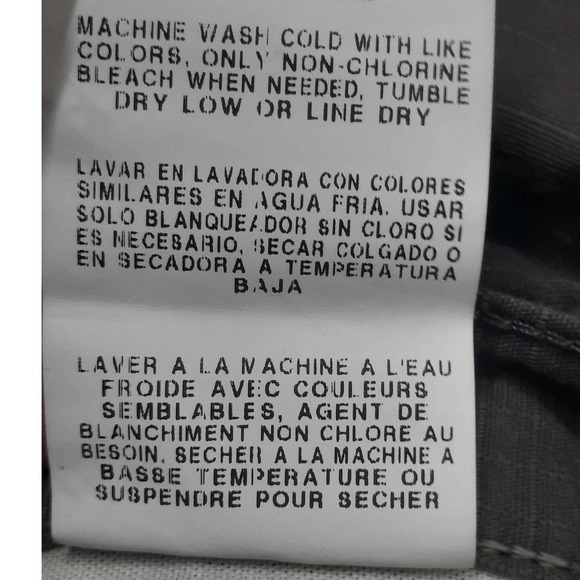 MACHINE WASH COLD WITH LIKE
COLORS, ONLY NON-CHLORINE
BLEACH WHEN NEEDED, TUMBLE
DRY LOW OR LINE DRY
LAVAR EN LAVADORA CON COLORES
SIMILARES EN AGUA FRIA. USAR
SOLO BLANQUEADOR SIN CLORO SI
ES NECESARIO, SECAR COLGADO O
EN SECADORA A TEMPERATURA
BAJA
LAVER A LA MACHINE A L'EAU
FROIDE AVEC COULEURS
SEMBLABLES, AGENT DE
BLANCHIMENT NON CHLORE AU
BESOIN. SECHER A LA MACHINE A
BASSE TEMPERATURE OU
SUSPENDRE POUR SECHER